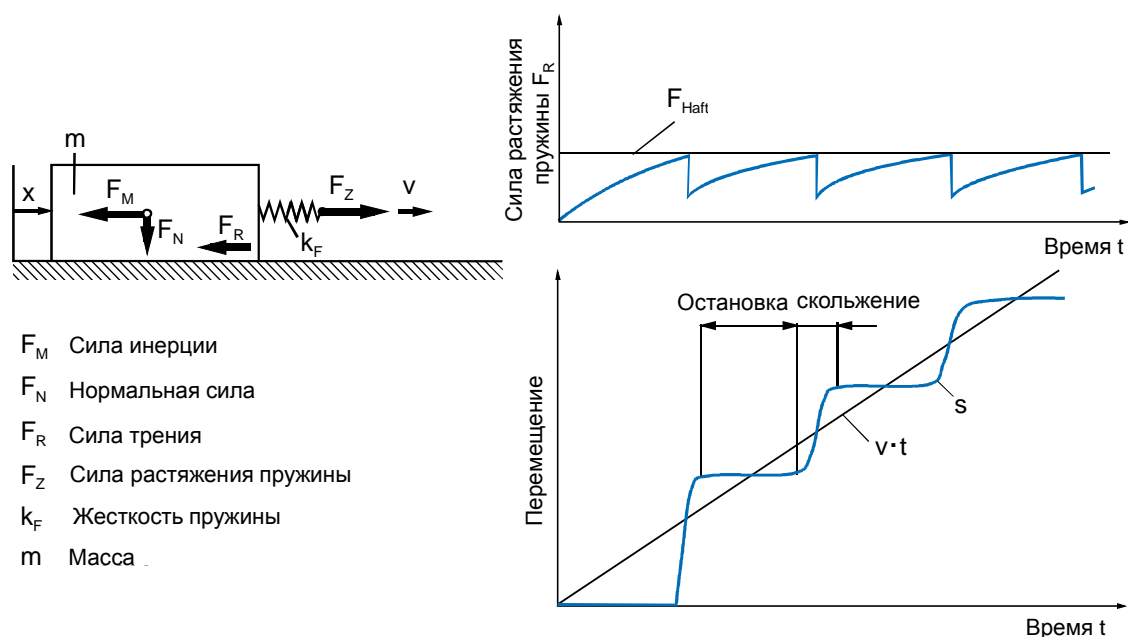 m
x
F_M
F_N
F_R
F_Z
v
k_F
F_M Сила инерции
F_N Нормальная сила
F_R Сила трения
F_Z Сила растяжения пружины
k_F Жесткость пружины
m Масса
Сила растяжения
пружины F_R
F_Haft
Время t
Остановка скольжение
Перемещение
s
v·t
Время t